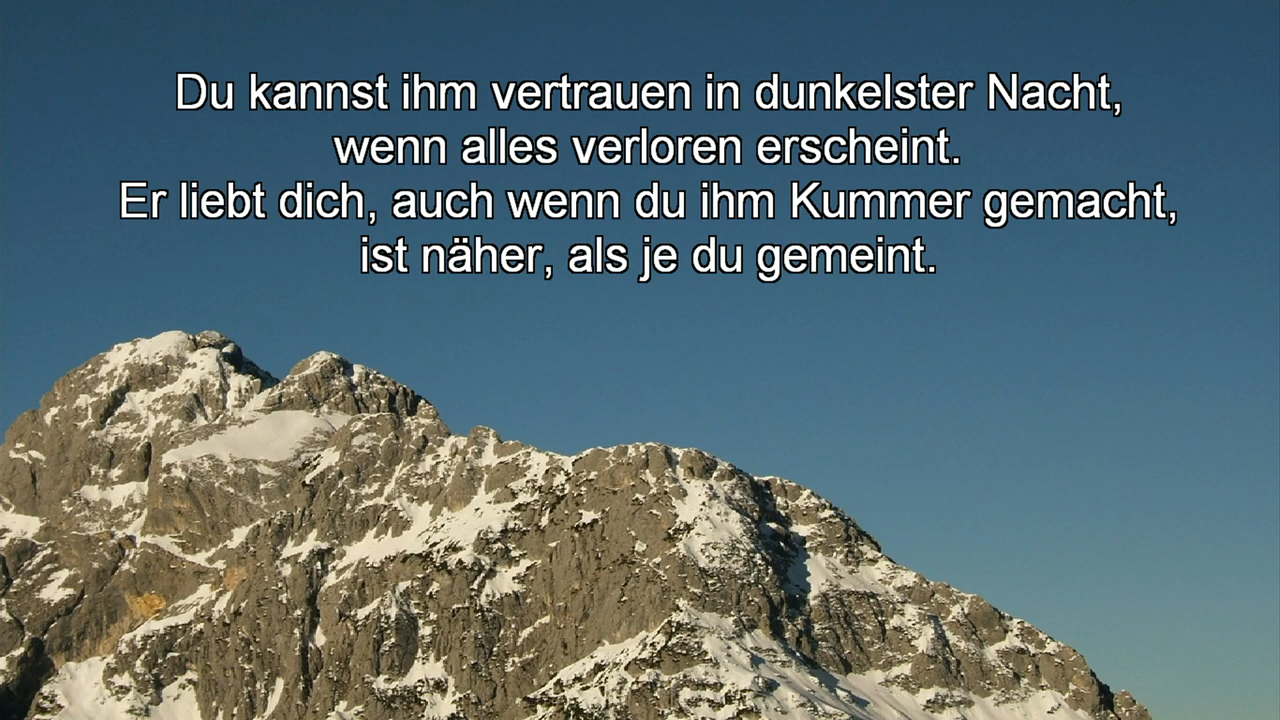 Du kannst ihm vertrauen in dunkelster Nacht,
wenn alles verloren erscheint.
Er liebt dich, auch wenn du ihm Kummer gemacht,
ist näher, als je du gemeint.